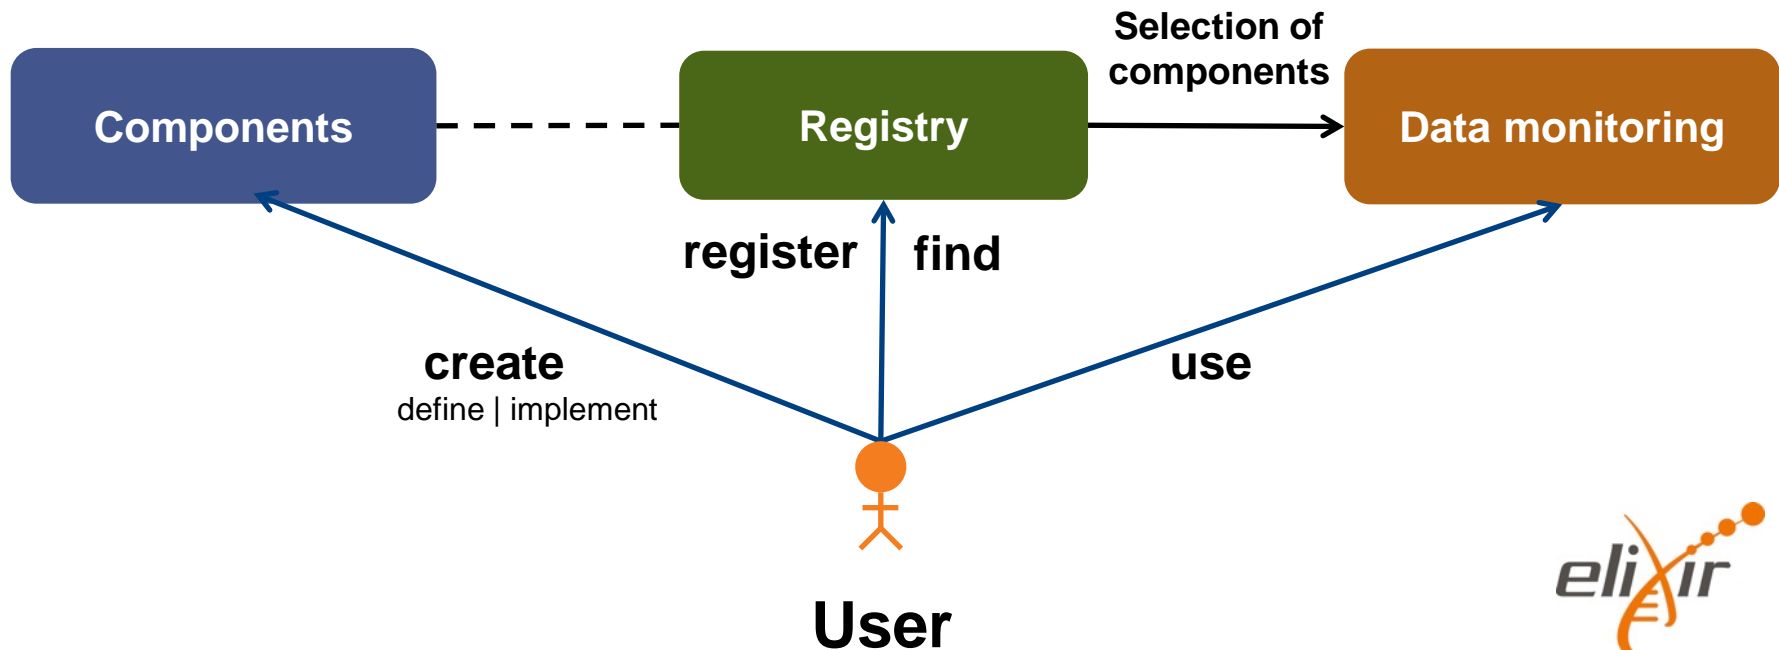 Selection of
components
Components
Registry
Data monitoring
register
find
create
define | implement
use
User
elixir